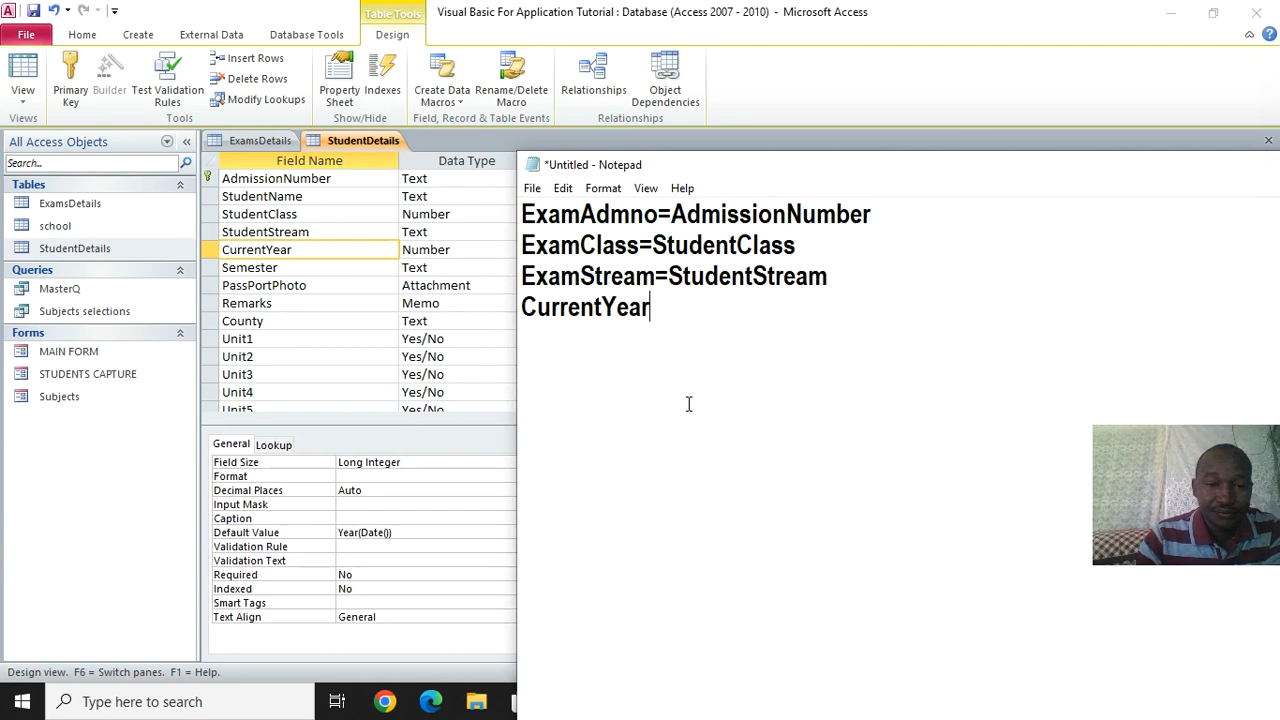 Table Tools
Visual Basic For Application Tutorial : Database (Access 2007 - 2010) - Microsoft Access
File
Home
Create
External Data
Database Tools
Design
View
Primary Key
Builder
Test Validation Rules
Insert Rows
Delete Rows
Modify Lookups
Property Sheet
Indexes
Create Data Macros
Rename/Delete Macro
Relationships
Object Dependencies
Views
Tools
Show/Hide
Field, Record & Table Events
Relationships
All Access Objects
Search...
Tables
ExamsDetails
school
StudentDetails
Queries
MasterQ
Subjects selections
Forms
MAIN FORM
STUDENTS CAPTURE
Subjects
ExamsDetails
StudentDetails
Field Name
Data Type
AdmissionNumber Text
StudentName Text
StudentClass Number
StudentStream Text
CurrentYear Number
Semester Text
PassPortPhoto Attachment
Remarks Memo
County Text
Unit1 Yes/No
Unit2 Yes/No
Unit3 Yes/No
Unit4 Yes/No
Unit5 Yes/No
General
Lookup
Field Size Long Integer
Format
Decimal Places Auto
Input Mask
Caption
Default Value Year(Date())
Validation Rule
Validation Text
Required No
Indexed No
Smart Tags
Text Align General
*Untitled - Notepad
File Edit Format View Help
ExamAdmno=AdmissionNumber
ExamClass=StudentClass
ExamStream=StudentStream
CurrentYear
Design view. F6 = Switch panes. F1 = Help.
Type here to search